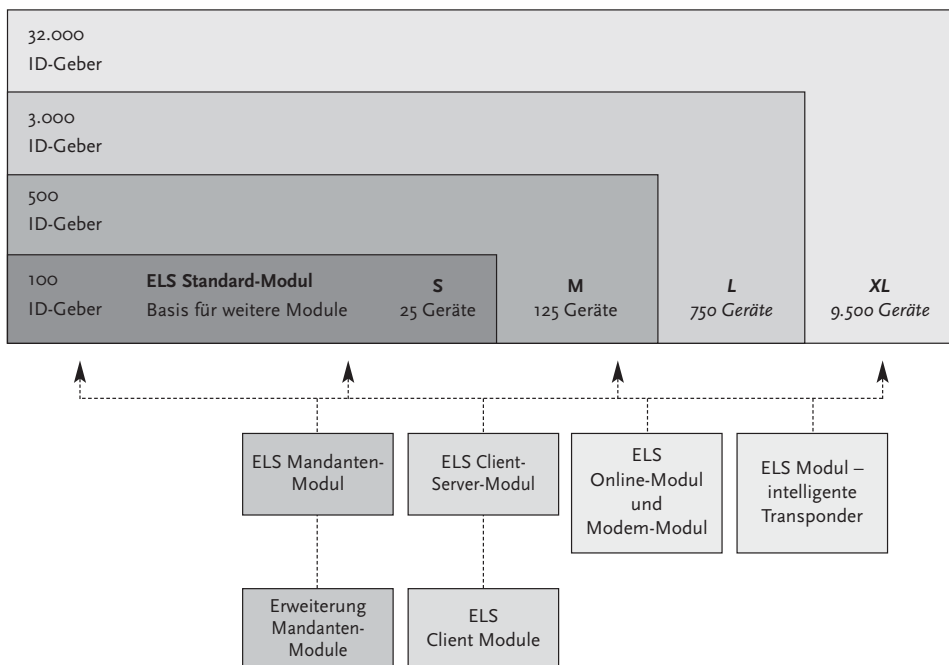 32.000
ID-Geber
3.000
ID-Geber
500
ID-Geber
100
ID-Geber
ELS Standard-Modul
Basis für weitere Module
S
25 Geräte
M
125 Geräte
L
750 Geräte
XL
9.500 Geräte
ELS Mandanten-
Modul
ELS Client-
Server-Modul
ELS
Online-Modul
und
Modem-Modul
ELS Modul –
intelligente
Transponder
Erweiterung
Mandanten-
Module
ELS
Client Module